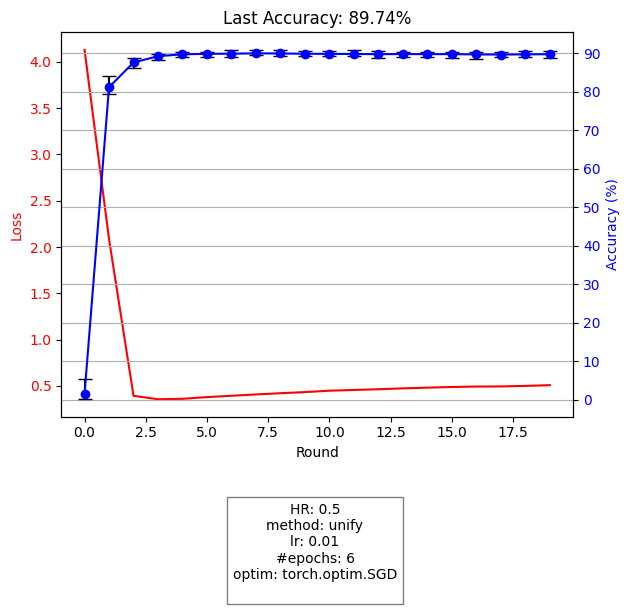 Last Accuracy: 89.74%
4.0
3.5
3.0
2.5
2.0
1.5
1.0
0.5
Loss
90
80
70
60
50
40
30
20
10
0
Accuracy (%)
0.0 2.5 5.0 7.5 10.0 12.5 15.0 17.5
Round
HR: 0.5
method: unify
lr: 0.01
#epochs: 6
optim: torch.optim.SGD